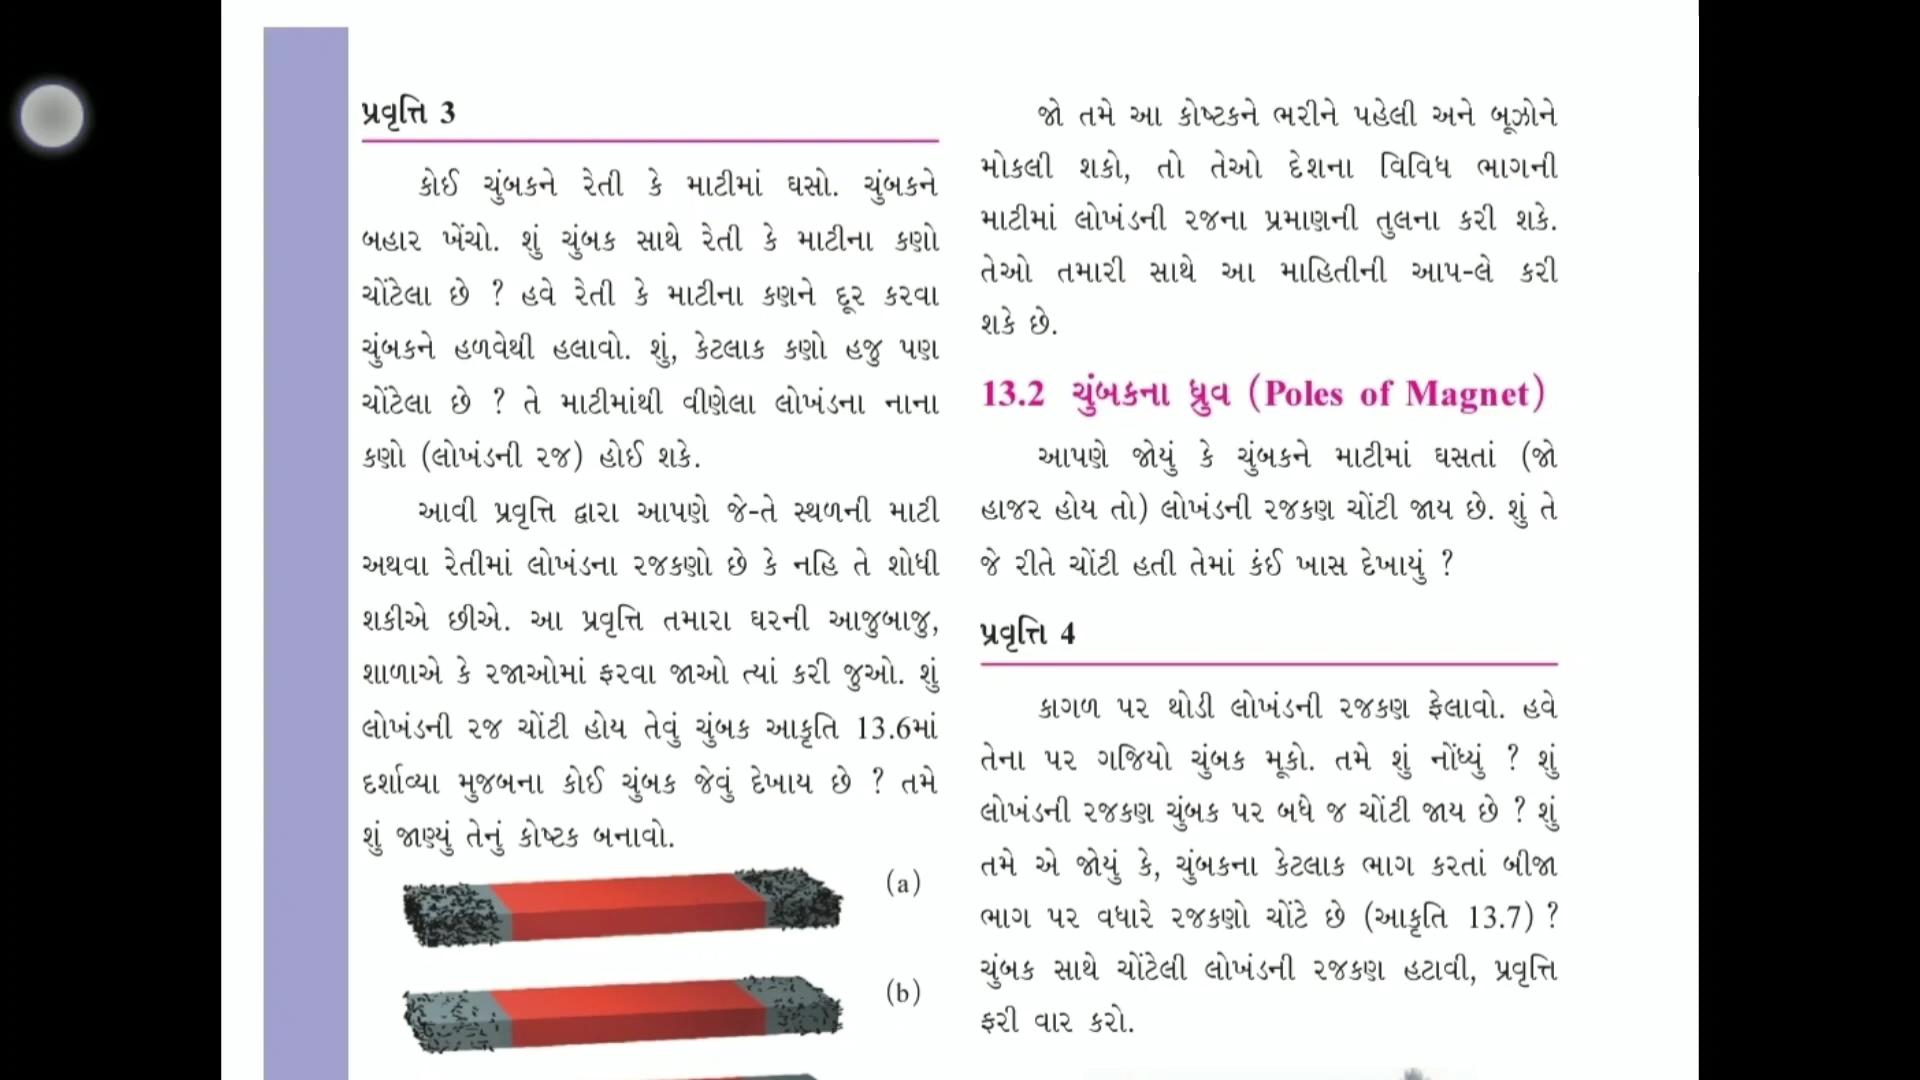 પ્રવૃત્તિ 3
કોઈ ચુંબકને રેતી કે માટીમાં ઘસો. ચુંબકને
બહાર ખેંચો. શું ચુંબક સાથે રેતી કે માટીના કણો
ચોંટેલા છે ? હવે રેતી કે માટીના કણને દૂર કરવા
ચુંબકને હળવેથી હલાવો. શું, કેટલાક કણો હજુ પણ
ચોંટેલા છે ? તે માટીમાંથી વીણેલા લોખંડના નાના
કણો (લોખંડની રજ) હોઈ શકે.
આવી પ્રવૃત્તિ દ્વારા આપણે જે-તે સ્થળની માટી
અથવા રેતીમાં લોખંડના રજકણો છે કે નહિ તે શોધી
શકીએ છીએ. આ પ્રવૃત્તિ તમારા ઘરની આજુબાજુ,
શાળાએ કે રજાઓમાં ફરવા જાઓ ત્યાં કરી જુઓ. શું
લોખંડની રજ ચોંટી હોય તેવું ચુંબક આકૃતિ 13.6માં
દર્શાવ્યા મુજબના કોઈ ચુંબક જેવું દેખાય છે ? તમે
શું જાણ્યું તેનું કોષ્ટક બનાવો.
(a)
(b)
જો તમે આ કોષ્ટકને ભરીને પહેલી અને બૂઝોને
મોકલી શકો, તો તેઓ દેશના વિવિધ ભાગની
માટીમાં લોખંડની રજના પ્રમાણની તુલના કરી શકે.
તેઓ તમારી સાથે આ માહિતીની આપ-લે કરી
શકે છે.
13.2 ચુંબકના ધ્રુવ (Poles of Magnet)
આપણે જોયું કે ચુંબકને માટીમાં ઘસતાં (જો
હાજર હોય તો) લોખંડની રજકણ ચોંટી જાય છે. શું તે
જે રીતે ચોંટી હતી તેમાં કંઈ ખાસ દેખાયું ?
પ્રવૃત્તિ 4
કાગળ પર થોડી લોખંડની રજકણ ફેલાવો. હવે
તેના પર ગજિયો ચુંબક મૂકો. તમે શું નોંધ્યું ? શું
લોખંડની રજકણ ચુંબક પર બધે જ ચોંટી જાય છે ? શું
તમે એ જોયું કે, ચુંબકના કેટલાક ભાગ કરતાં બીજા
ભાગ પર વધારે રજકણો ચોંટે છે (આકૃતિ 13.7) ?
ચુંબક સાથે ચોંટેલી લોખંડની રજકણ હટાવી, પ્રવૃત્તિ
ફરી વાર કરો.